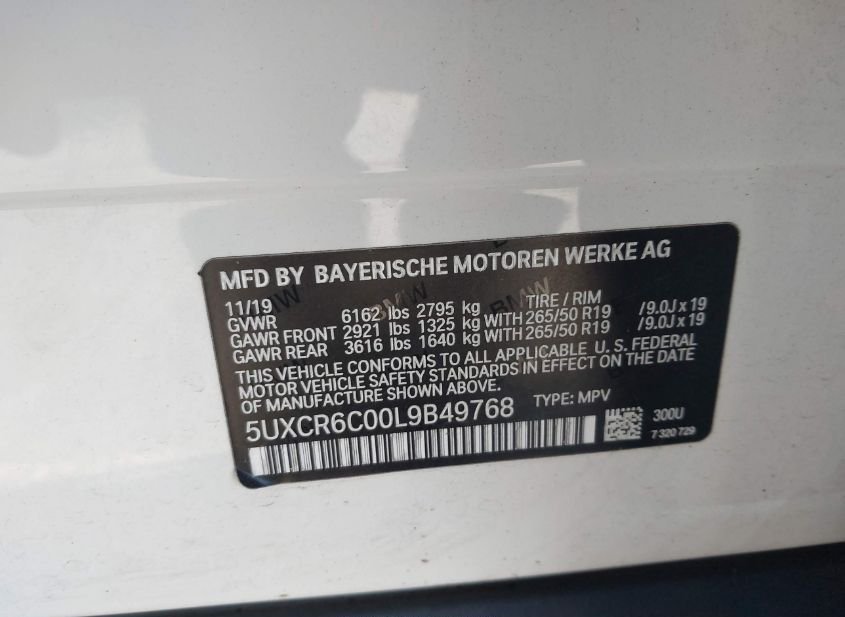 MFD BY BAYERISCHE MOTOREN WERKE AG
11/19 TIRE / RIM
GVWR 6162 lbs 2795 kg
GAWR FRONT 2921 lbs 1325 kg WITH 265/50 R19 /9.0J x 19
GAWR REAR 3616 lbs 1640 kg WITH 265/50 R19 /9.0J x 19
THIS VEHICLE CONFORMS TO ALL APPLICABLE U. S. FEDERAL
MOTOR VEHICLE SAFETY STANDARDS IN EFFECT ON THE DATE
OF MANUFACTURE SHOWN ABOVE.
5UXCR6C00L9B49768 TYPE: MPV
300U
7 320 729
BMW
BMW
BMW